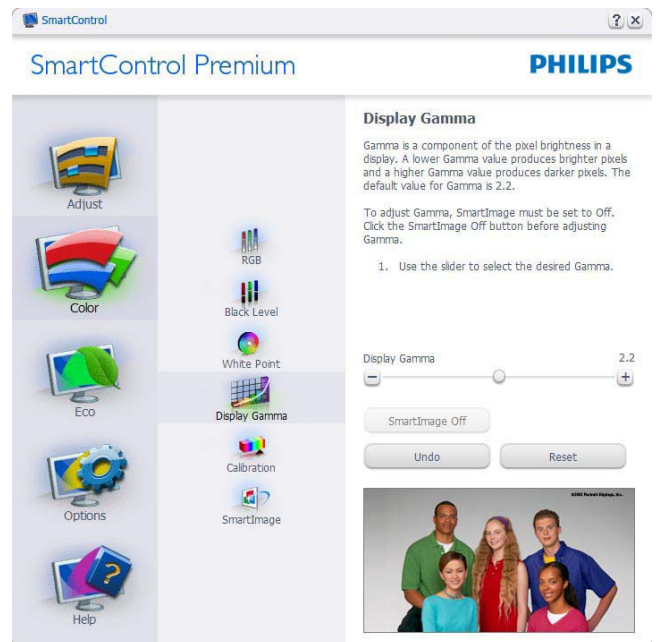 SmartControl
SmartControl Premium
PHILIPS
Adjust
Color
Eco
Options
Help
RGB
Black Level
White Point
Display Gamma
Calibration
SmartImage
Display Gamma
Gamma is a component of the pixel brightness in a
display. A lower Gamma value produces brighter pixels
and a higher Gamma value produces darker pixels. The
default value for Gamma is 2.2.
To adjust Gamma, SmartImage must be set to Off.
Click the SmartImage Off button before adjusting
Gamma.
1. Use the slider to select the desired Gamma.
Display Gamma 2.2
SmartImage Off
Undo Reset
Portrait Displays, Inc.